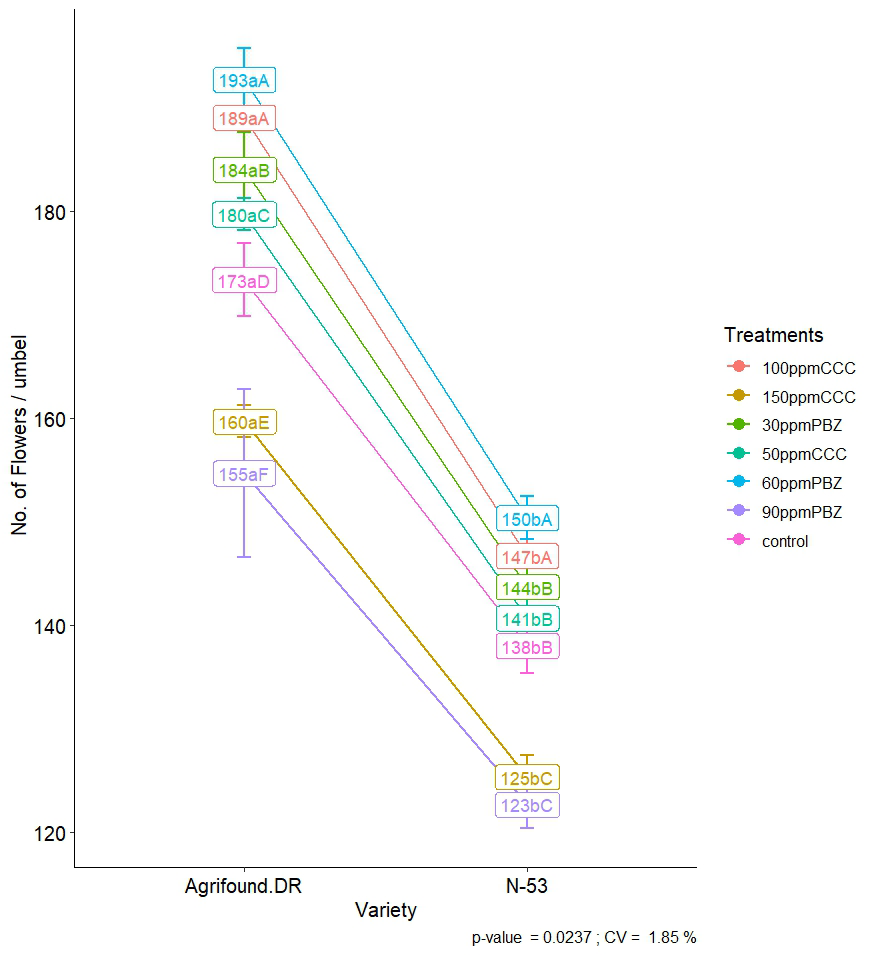 No. of Flowers / umbel
180
160
140
120
193aA
189aA
184aB
180aC
173aD
160aE
155aF
150bA
147bA
144bB
141bB
138bB
125bC
123bC
Agrifound.DR
N-53
Variety
p-value = 0.0237 ; CV = 1.85 %
Treatments
100ppmCCC
150ppmCCC
30ppmPBZ
50ppmCCC
60ppmPBZ
90ppmPBZ
control